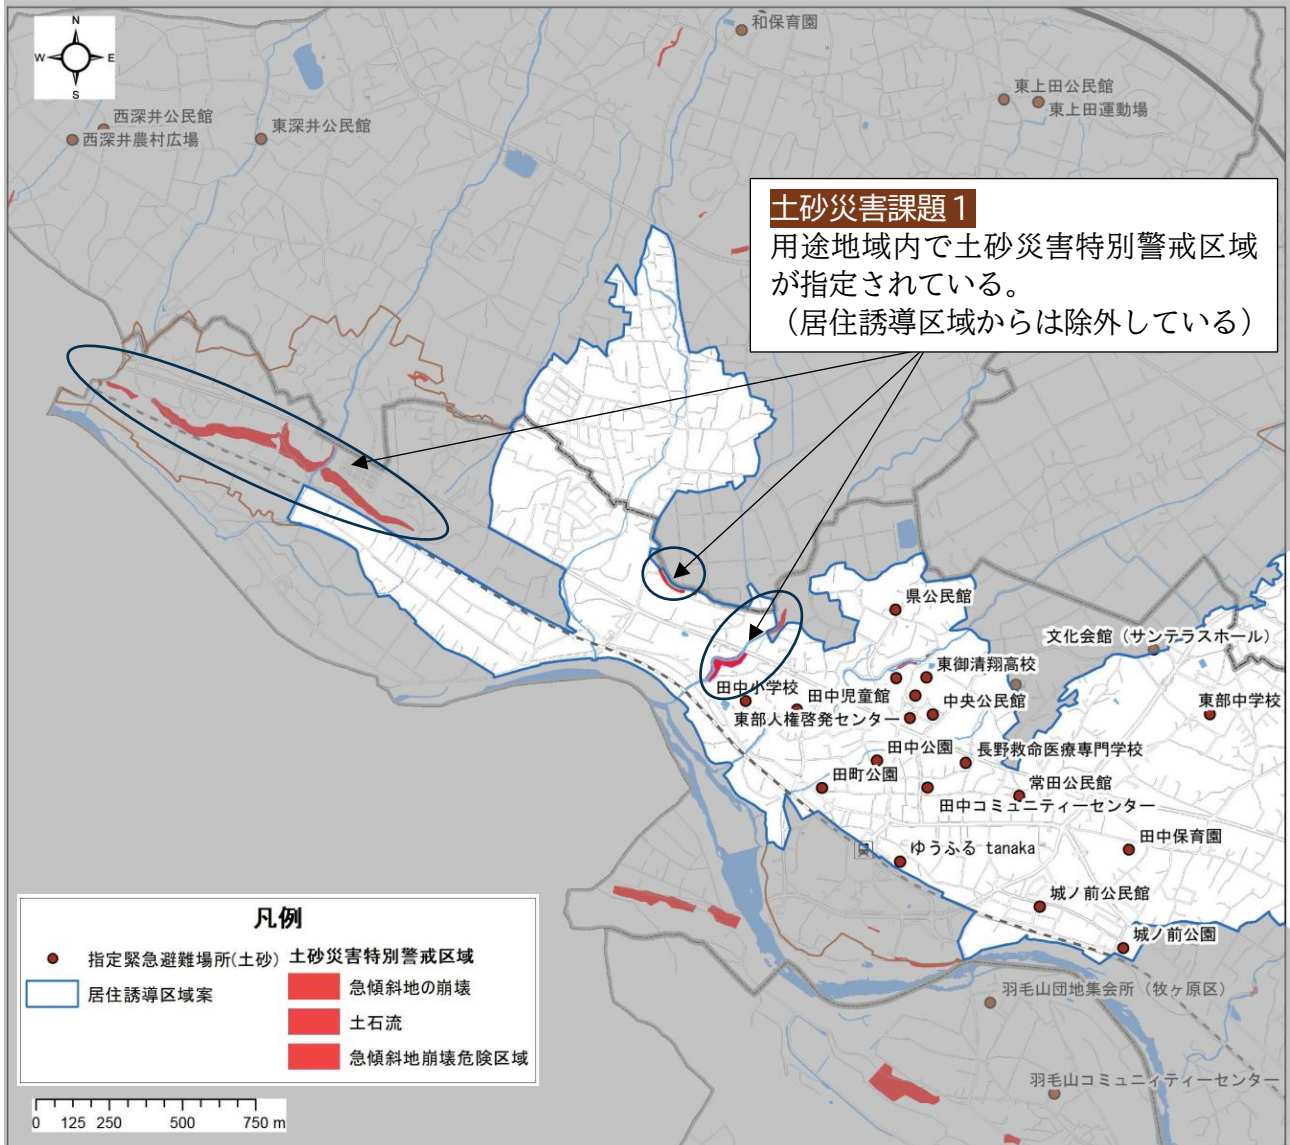 N
W E
S
和保育園
東上田公民館
東上田運動場
西深井公民館
西深井農村広場
東深井公民館
土砂災害課題１
用途地域内で土砂災害特別警戒区域
が指定されている。
（居住誘導区域からは除外している）
県公民館
文化会館（サンテラスホール）
東御清翔高校
田中小学校
田中児童館
中央公民館
東部中学校
東部人権啓発センター
田中公園
長野救命医療専門学校
田町公園
常田公民館
田中コミュニティーセンター
田中保育園
ゆうふる tanaka
城ノ前公民館
城ノ前公園
羽毛山団地集会所（牧ヶ原区）
羽毛山コミュニィティーセンター
凡例
指定緊急避難場所(土砂)
居住誘導区域案
土砂災害特別警戒区域
急傾斜地の崩壊
土石流
急傾斜地崩壊危険区域
0 125 250 500 750 m